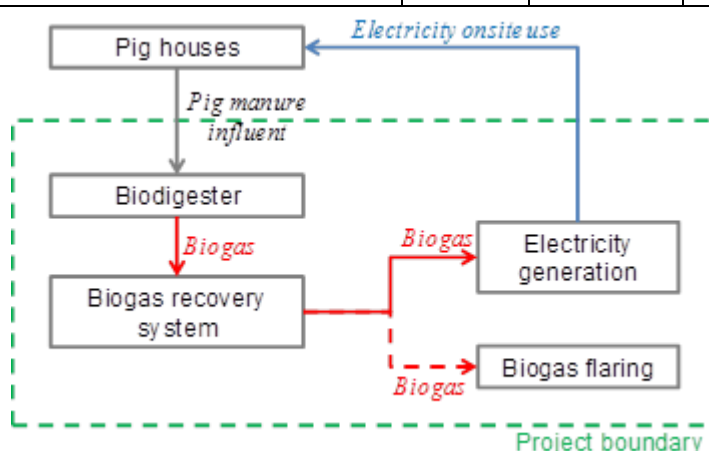 Pig houses
Electricity onsite use
Pig manure
influent
Biodigester
Biogas
Biogas
Electricity
generation
Biogas recovery
system
Biogas flaring
Biogas
Project boundary